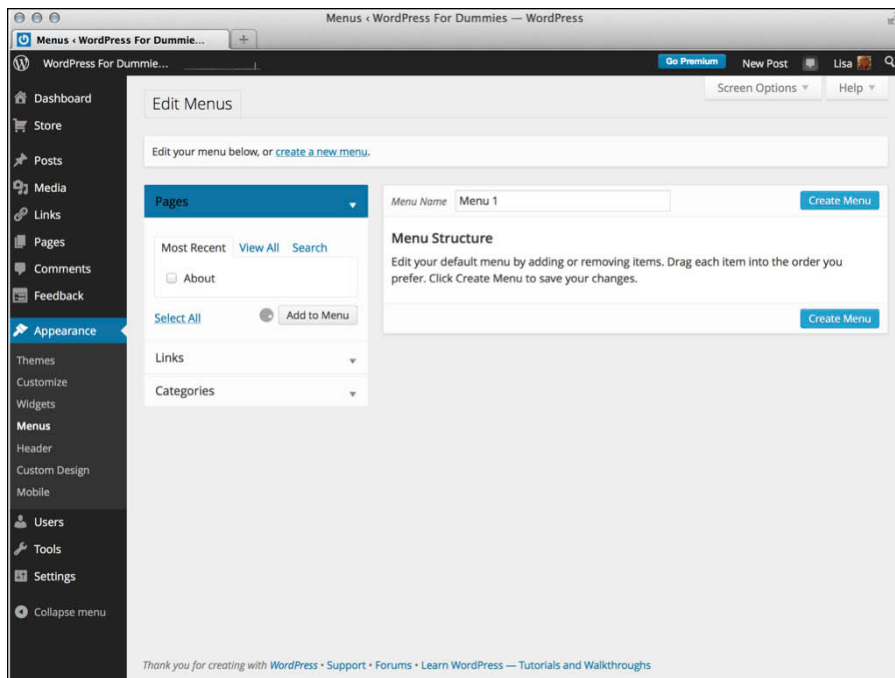 Menus ‹ WordPress For Dummies — WordPress
Menus ‹ WordPress For Dummie...
WordPress For Dummie...
Go Premium
New Post
Lisa
Screen Options
Help
Dashboard
Store
Posts
Media
Links
Pages
Comments
Feedback
Appearance
Themes
Customize
Widgets
Menus
Header
Custom Design
Mobile
Users
Tools
Settings
Collapse menu
Edit Menus
Edit your menu below, or create a new menu.
Pages
Most Recent View All Search
About
Select All
Add to Menu
Links
Categories
Menu Name Menu 1
Create Menu
Menu Structure
Edit your default menu by adding or removing items. Drag each item into the order you
prefer. Click Create Menu to save your changes.
Create Menu
Thank you for creating with WordPress • Support • Forums • Learn WordPress — Tutorials and Walkthroughs